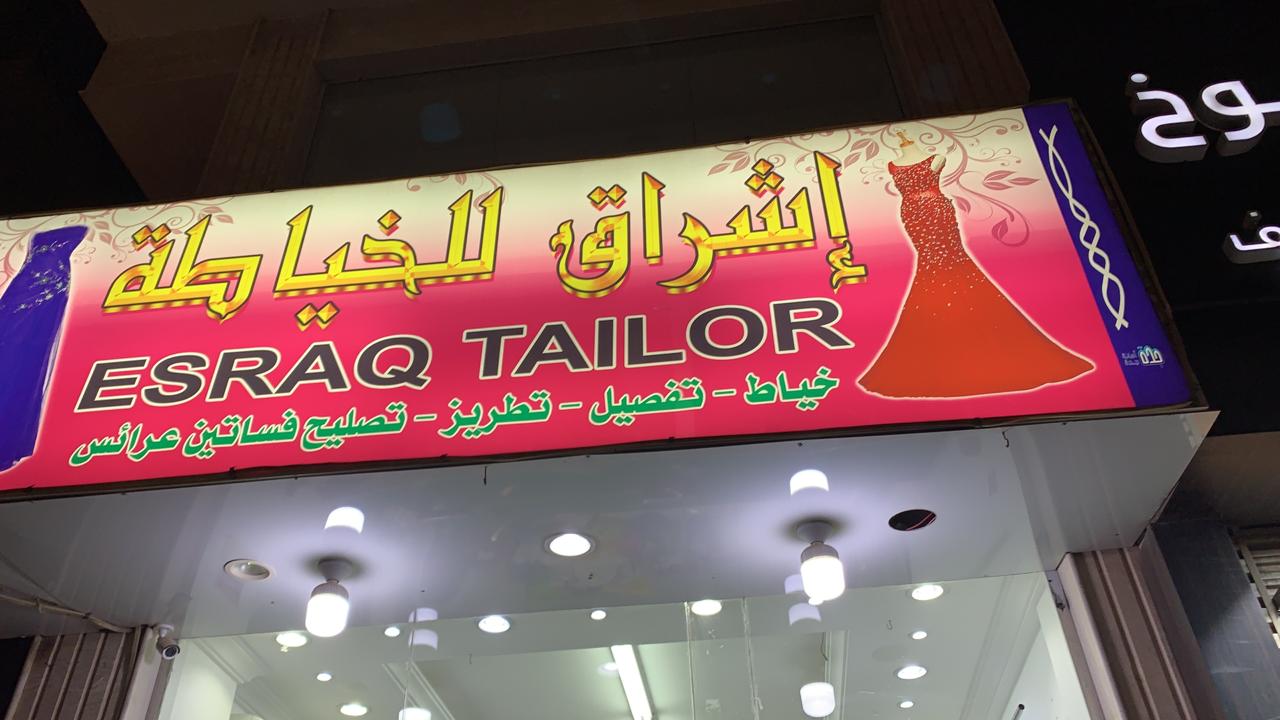 إشراق للخياطة
ESRAQ TAILOR
خياط - تفصيل - تطريز - تصليح فساتين عرائس